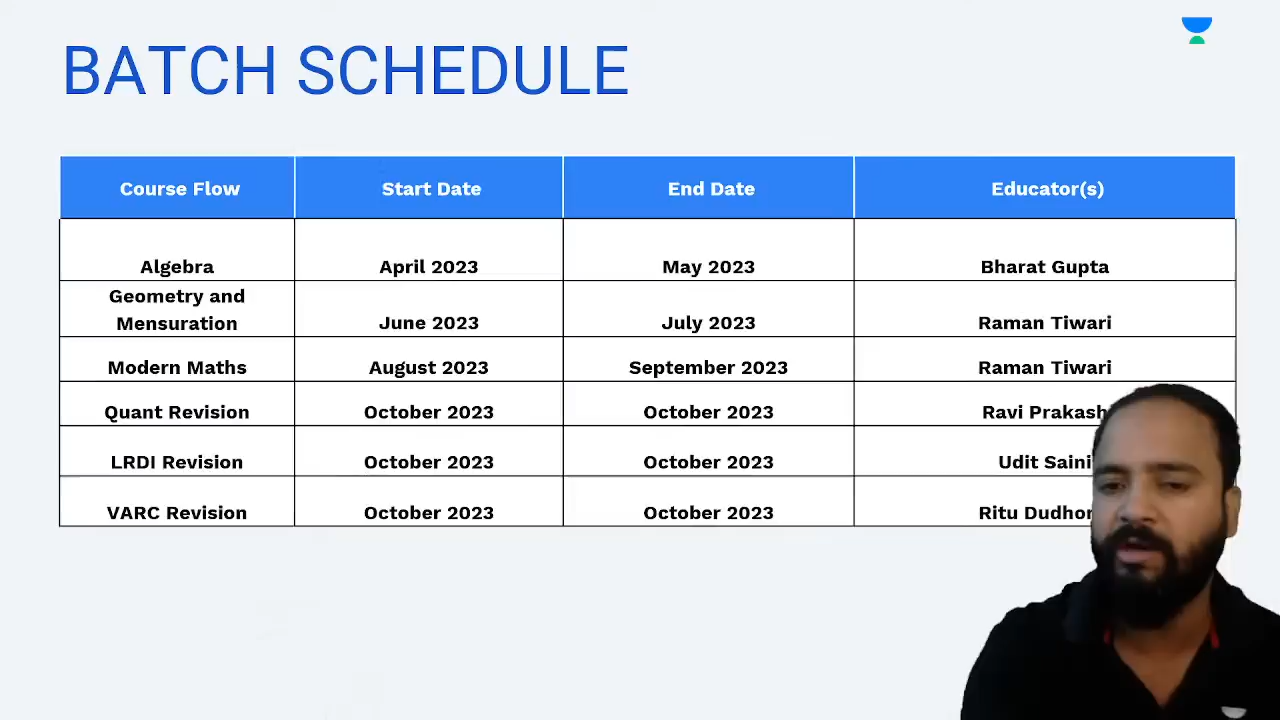 BATCH SCHEDULE
Course Flow Start Date End Date Educator(s)
Algebra April 2023 May 2023 Bharat Gupta
Geometry and
Mensuration June 2023 July 2023 Raman Tiwari
Modern Maths August 2023 September 2023 Raman Tiwari
Quant Revision October 2023 October 2023 Ravi Prakash
LRDI Revision October 2023 October 2023 Udit Saini
VARC Revision October 2023 October 2023 Ritu